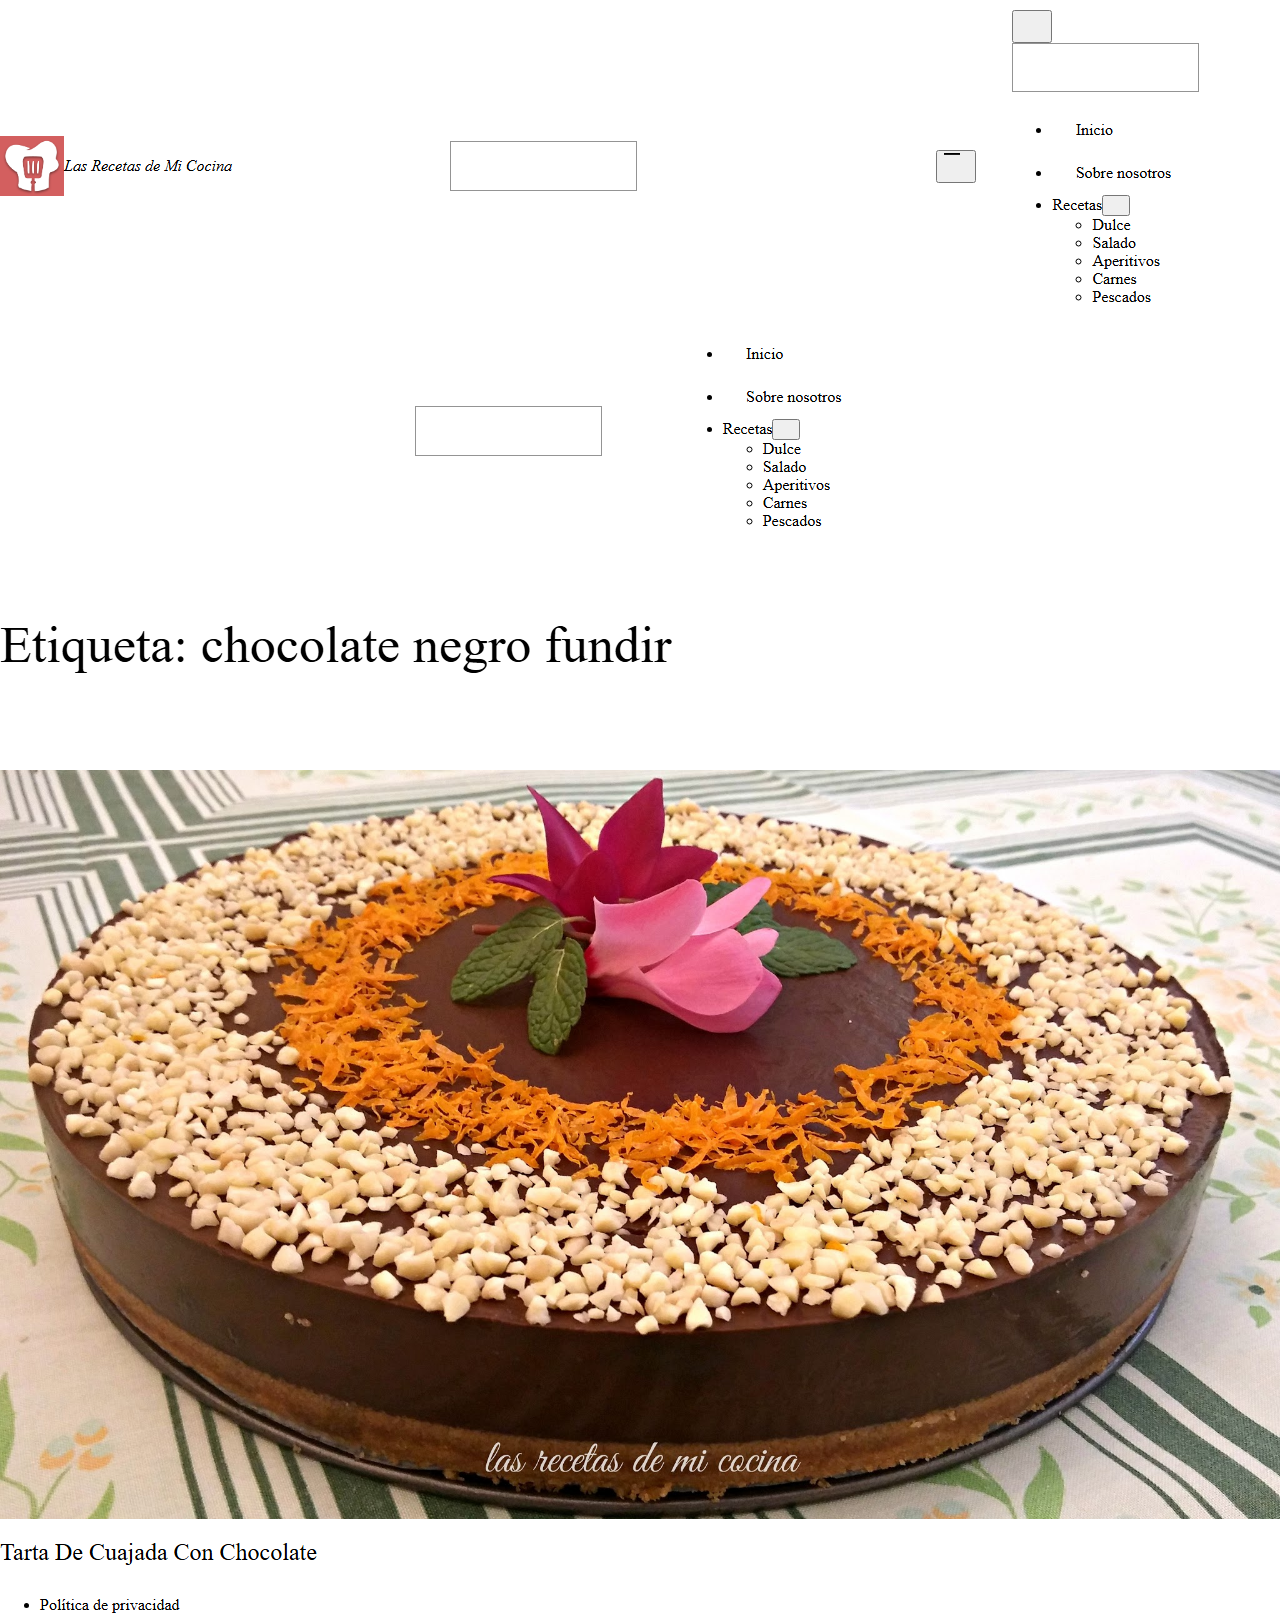 Las Recetas de Mi Cocina
Inicio
Sobre nosotros
Recetas
Dulce
Salado
Aperitivos
Carnes
Pescados
Inicio
Sobre nosotros
Recetas
Dulce
Salado
Aperitivos
Carnes
Pescados
Etiqueta: chocolate negro fundir
las recetas de mi cocina
Tarta De Cuajada Con Chocolate
Política de privacidad